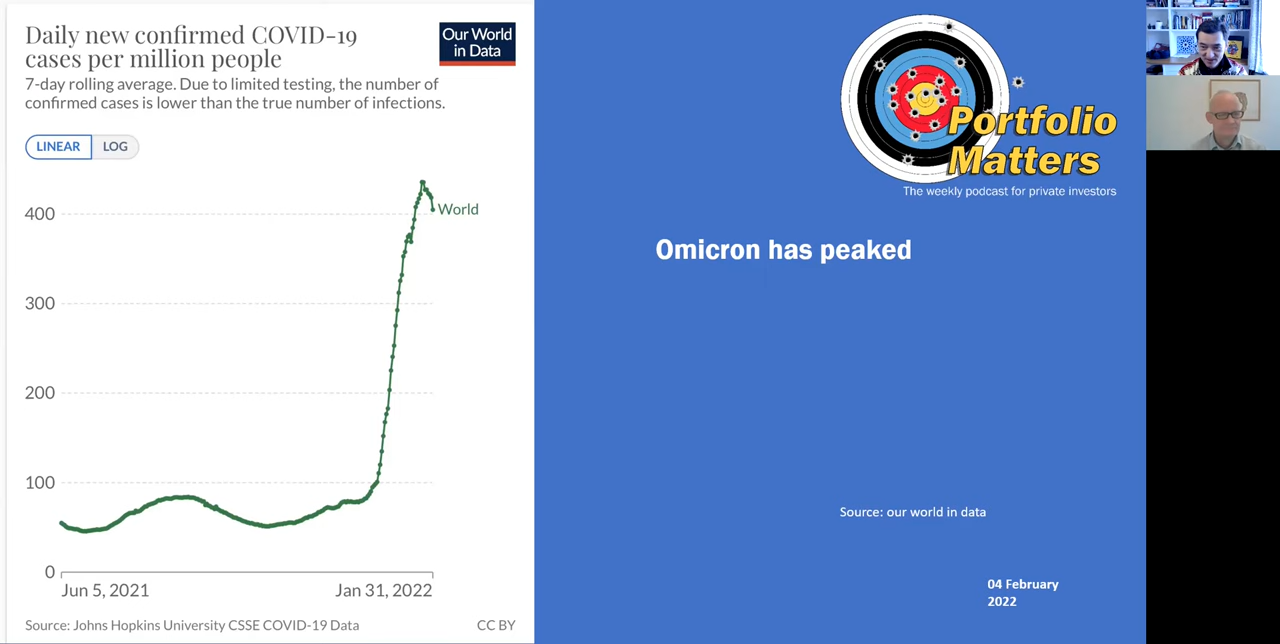 Daily new confirmed COVID-19
cases per million people
7-day rolling average. Due to limited testing, the number of
confirmed cases is lower than the true number of infections.
Our World
in Data
LINEAR
LOG
400
300
200
100
0
World
Jun 5, 2021
Jan 31, 2022
Source: Johns Hopkins University CSSE COVID-19 Data
CC BY
Portfolio
Matters
The weekly podcast for private investors
Omicron has peaked
Source: our world in data
04 February
2022